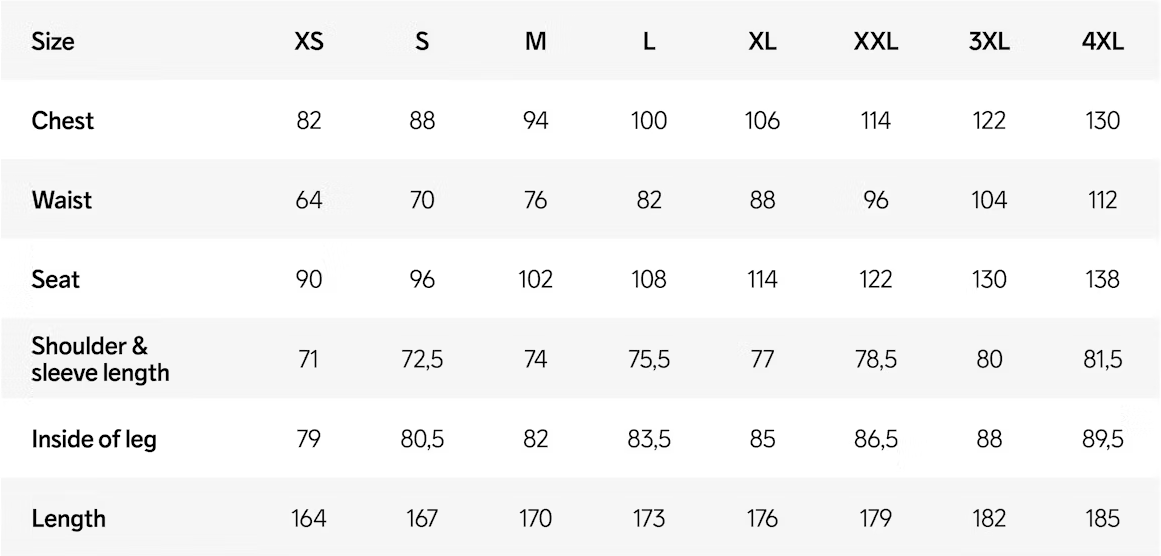 Size XS S M L XL XXL 3XL 4XL
Chest 82 88 94 100 106 114 122 130
Waist 64 70 76 82 88 96 104 112
Seat 90 96 102 108 114 122 130 138
Shoulder &
sleeve length 71 72,5 74 75,5 77 78,5 80 81,5
Inside of leg 79 80,5 82 83,5 85 86,5 88 89,5
Length 164 167 170 173 176 179 182 185